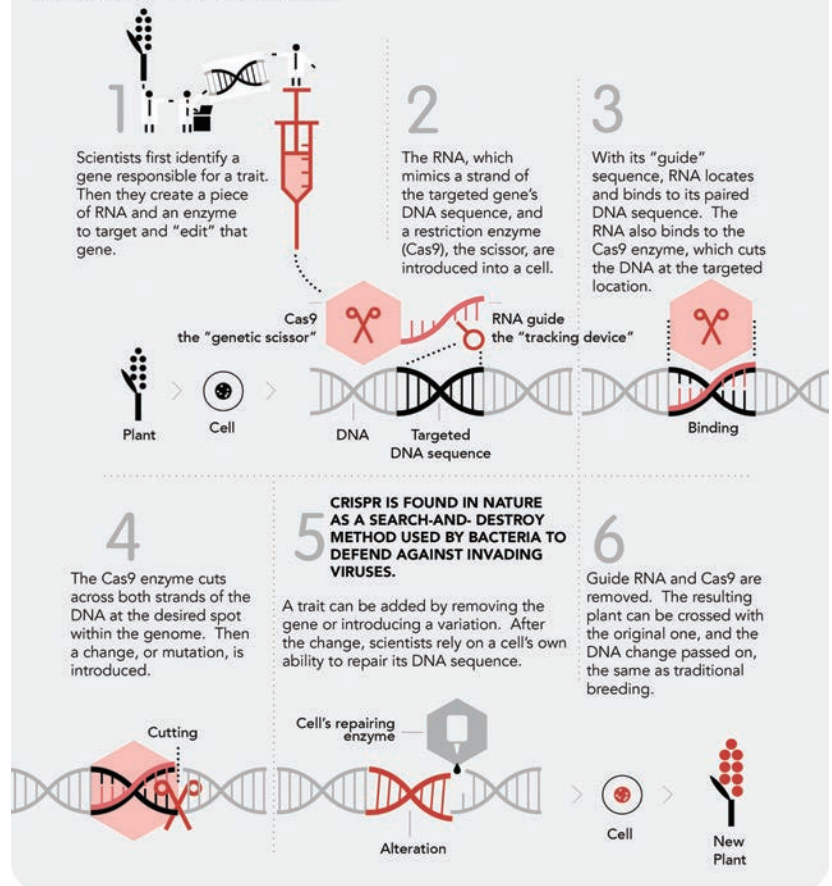 1
Scientists first identify a
gene responsible for a trait.
Then they create a piece
of RNA and an enzyme
to target and “edit” that
gene.
2
The RNA, which
mimics a strand of
the targeted gene’s
DNA sequence, and
a restriction enzyme
(Cas9), the scissor, are
introduced into a cell.
3
With its “guide”
sequence, RNA locates
and binds to its paired
DNA sequence. The
RNA also binds to the
Cas9 enzyme, which cuts
the DNA at the targeted
location.
Cas9
the “genetic scissor”
RNA guide
the “tracking device”
Plant
Cell
DNA
Targeted
DNA sequence
Binding
4
The Cas9 enzyme cuts
across both strands of the
DNA at the desired spot
within the genome. Then
a change, or mutation, is
introduced.
Cutting
5
CRISPR IS FOUND IN NATURE
AS A SEARCH-AND- DESTROY
METHOD USED BY BACTERIA TO
DEFEND AGAINST INVADING
VIRUSES.
A trait can be added by removing the
gene or introducing a variation. After
the change, scientists rely on a cell’s own
ability to repair its DNA sequence.
Cell’s repairing
enzyme
Alteration
6
Guide RNA and Cas9 are
removed. The resulting
plant can be crossed with
the original one, and the
DNA change passed on,
the same as traditional
breeding.
Cell
New
Plant